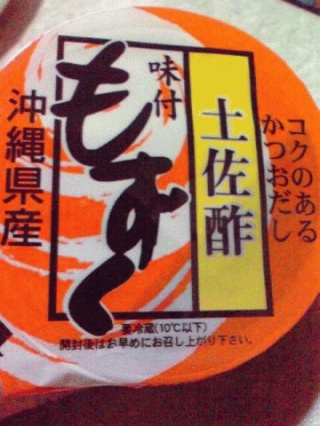 コクのある
かつおだし
土佐酢
味付
もずく
沖縄県産
要冷蔵(10℃以下)
開封後はお早めにお召し上がり下さい。